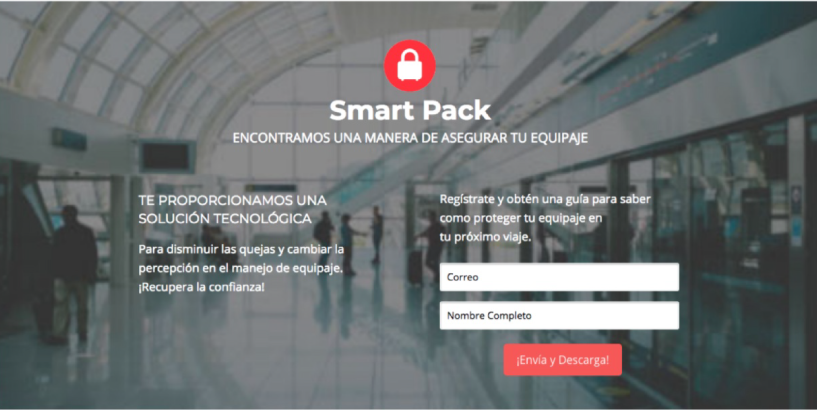 Smart Pack
ENCONTRAMOS UNA MANERA DE ASEGURAR TU EQUIPAJE
TE PROPORCIONAMOS UNA
SOLUCIÓN TECNOLÓGICA
Para disminuir las quejas y cambiar la
percepción en el manejo de equipaje.
¡Recupera la confianza!
Regístrate y obtén una guía para saber
como proteger tu equipaje en
tu próximo viaje.
Correo
Nombre Completo
¡Envía y Descarga!